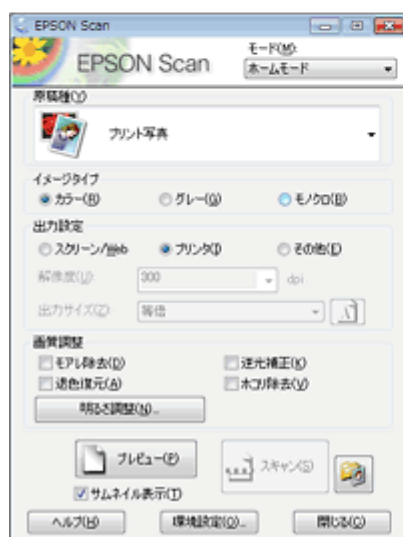 EPSON Scan
EPSON Scan
モード(M):
ホームモード
原稿種(Y)
プリント写真
イメージタイプ
カラー(R) グレー(G) モノクロ(B)
出力設定
スクリーン/Web プリンタ(I) その他(E)
解像度(U): 300 dpi
出力サイズ(Z): 等倍
画質調整
モアレ除去(D) 逆光補正(K)
退色復元(A) ホコリ除去(V)
明るさ調整(N)...
プレビュー(P) スキャン(S)
サムネイル表示(T)
ヘルプ(H) 環境設定(O)... 閉じる(C)